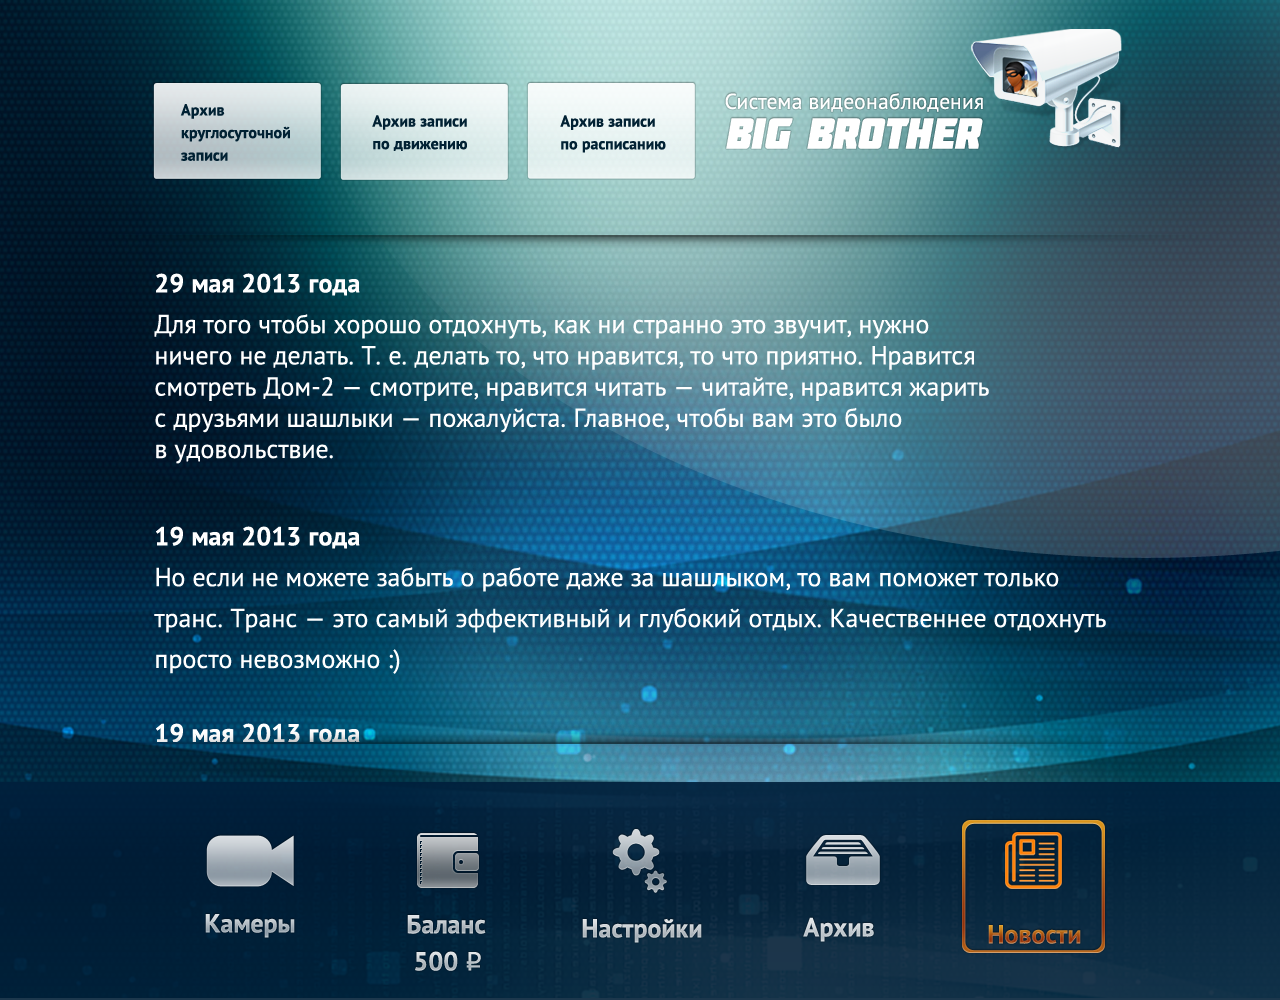 Архив
круглосуточной
записи
Архив записи
по движению
Архив записи
по расписанию
Система видеонаблюдения
BIG BROTHER
29 мая 2013 года
Для того чтобы хорошо отдохнуть, как ни странно это звучит, нужно
ничего не делать. Т. е. делать то, что нравится, то что приятно. Нравится
смотреть Дом-2 — смотрите, нравится читать — читайте, нравится жарить
с друзьями шашлыки — пожалуйста. Главное, чтобы вам это было
в удовольствие.
19 мая 2013 года
Но если не можете забыть о работе даже за шашлыком, то вам поможет только
транс. Транс — это самый эффективный и глубокий отдых. Качественнее отдохнуть
просто невозможно :)
19 мая 2013 года
Камеры
Баланс
500 ₽
Настройки
Архив
Новости